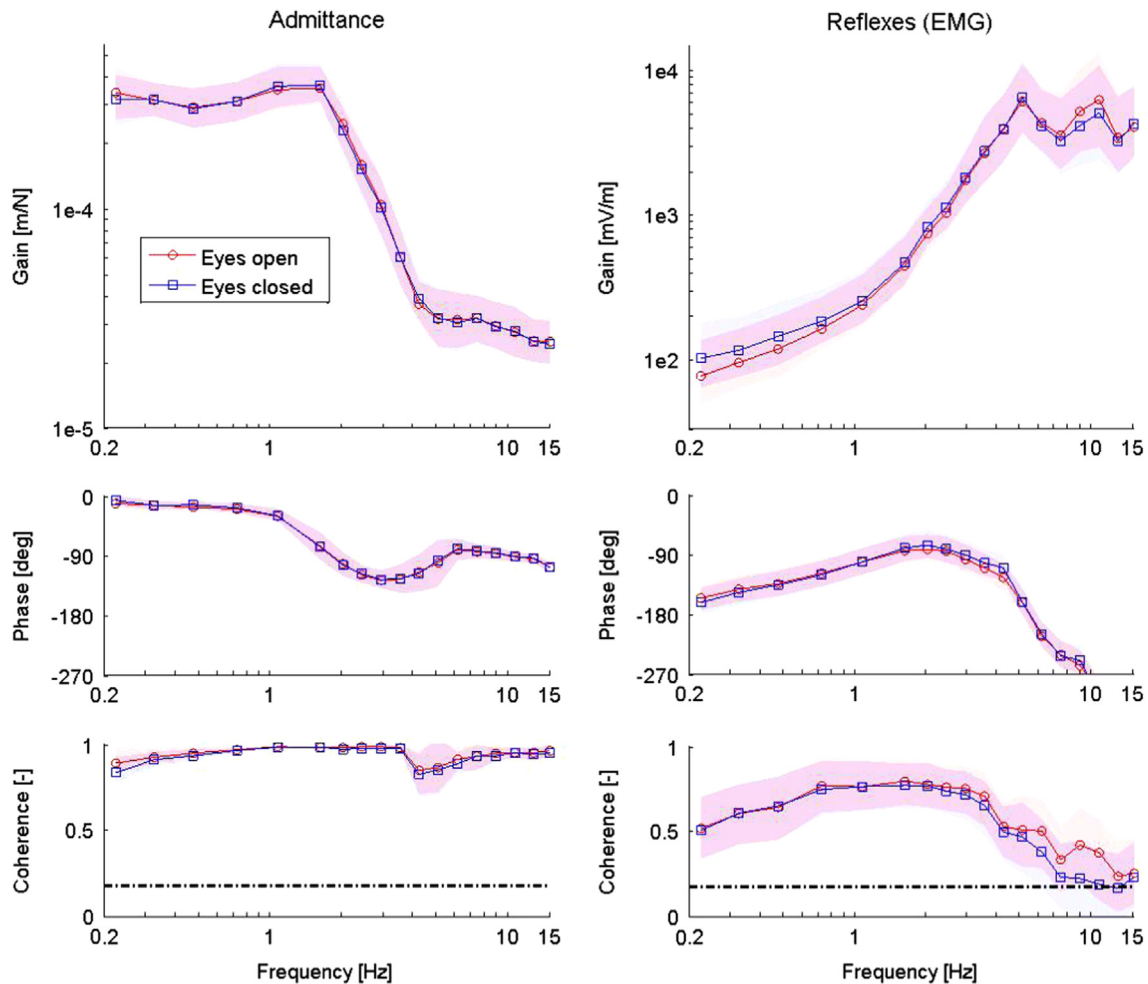 Admittance
Reflexes (EMG)
Gain [m/N]
1e-4
1e-5
0.2
1
10
15
Eyes open
Eyes closed
Gain [mV/m]
1e4
1e3
1e2
0.2
1
10
15
Phase [deg]
0
-90
-180
-270
0.2
1
10
15
Phase [deg]
0
-90
-180
-270
0.2
1
10
15
Coherence [-]
1
0.5
0
0.2
1
10
15
Frequency [Hz]
Coherence [-]
1
0.5
0
0.2
1
10
15
Frequency [Hz]